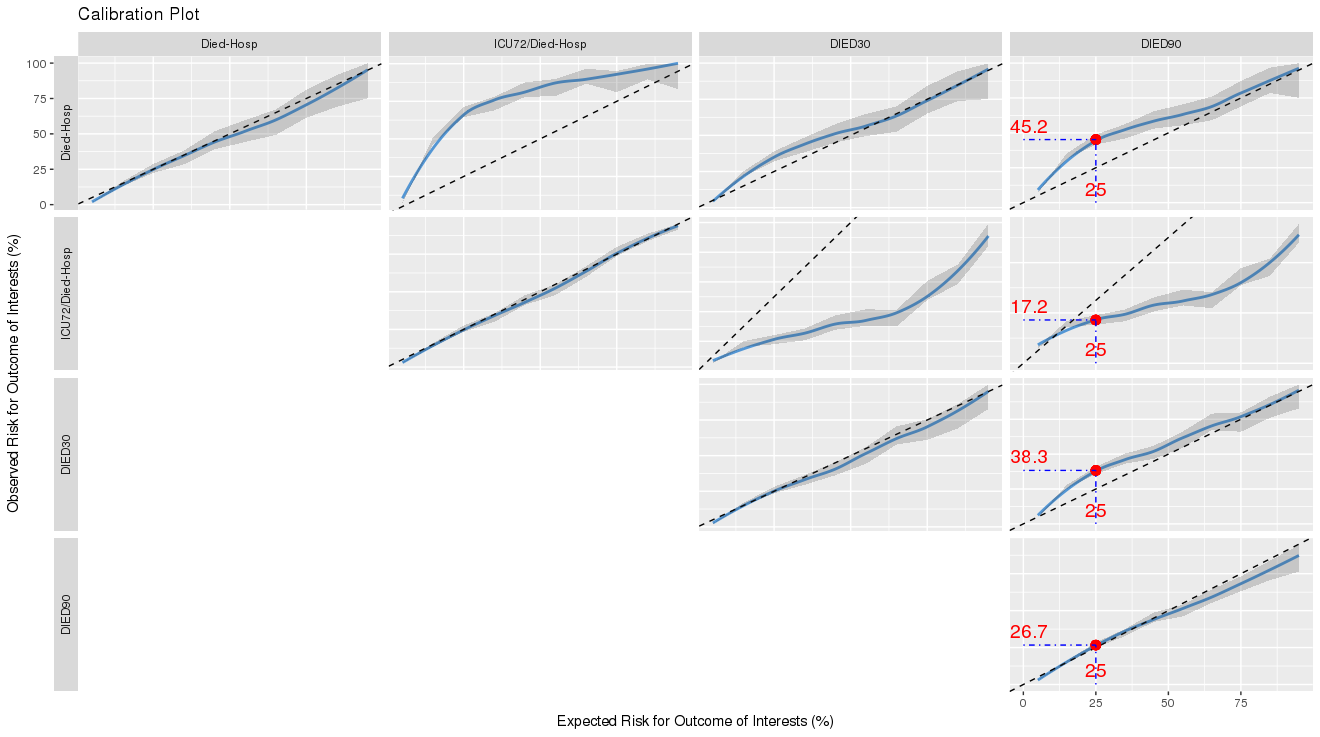 Calibration Plot
Died-Hosp
ICU72/Died-Hosp
DIED30
DIED90
Observed Risk for Outcome of Interests (%)
Died-Hosp
100
75
50
25
0
45.2
25
ICU72/Died-Hosp
17.2
25
DIED30
38.3
25
DIED90
26.7
25
0
25
50
75
Expected Risk for Outcome of Interests (%)